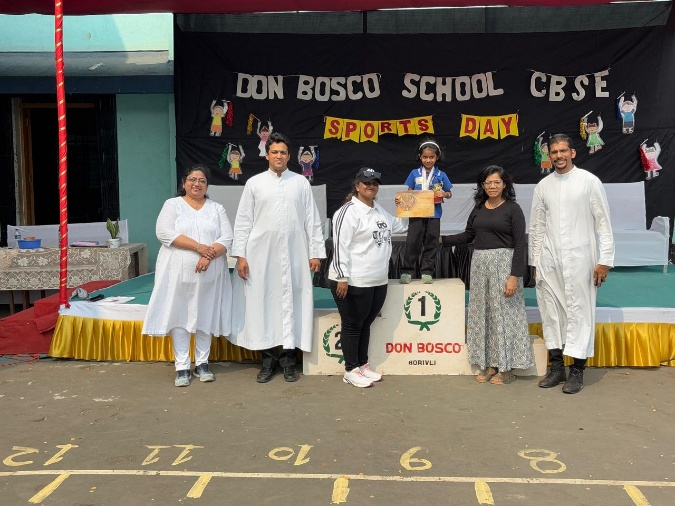 DON BOSCO SCHOOL CBSE
SPORTS DAY
1
2
DON BOSCO
BORIVLI
12 11 10 9 8